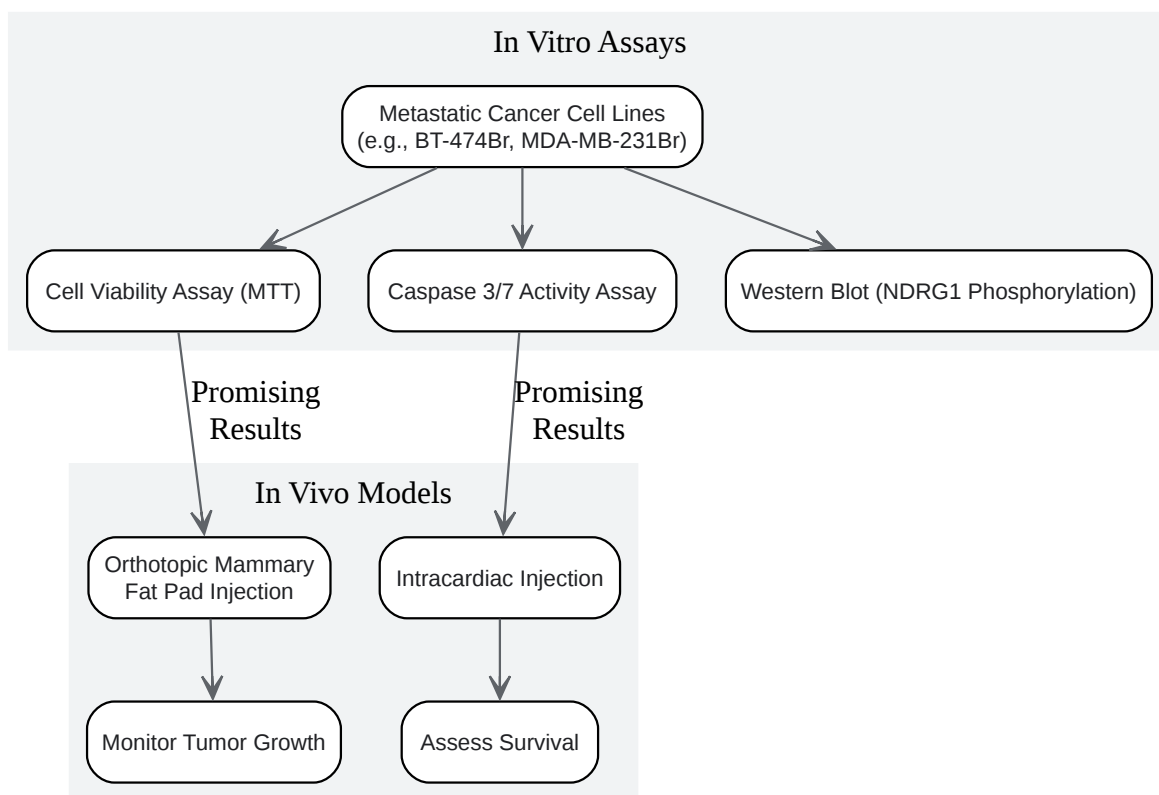 In Vitro Assays
Metastatic Cancer Cell Lines
(e.g., BT-474Br, MDA-MB-231Br)
Cell Viability Assay (MTT)
Caspase 3/7 Activity Assay
Western Blot (NDRG1 Phosphorylation)
Promising
Results
Promising
Results
In Vivo Models
Orthotopic Mammary
Fat Pad Injection
Intracardiac Injection
Monitor Tumor Growth
Assess Survival